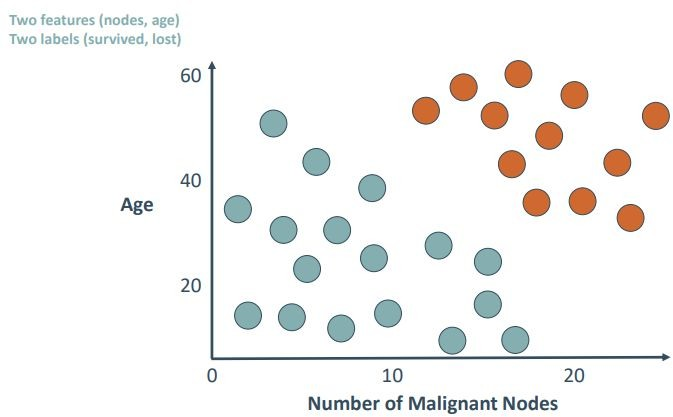 Two features (nodes, age)
Two labels (survived, lost)
60
40
Age
20
0
10
20
Number of Malignant Nodes